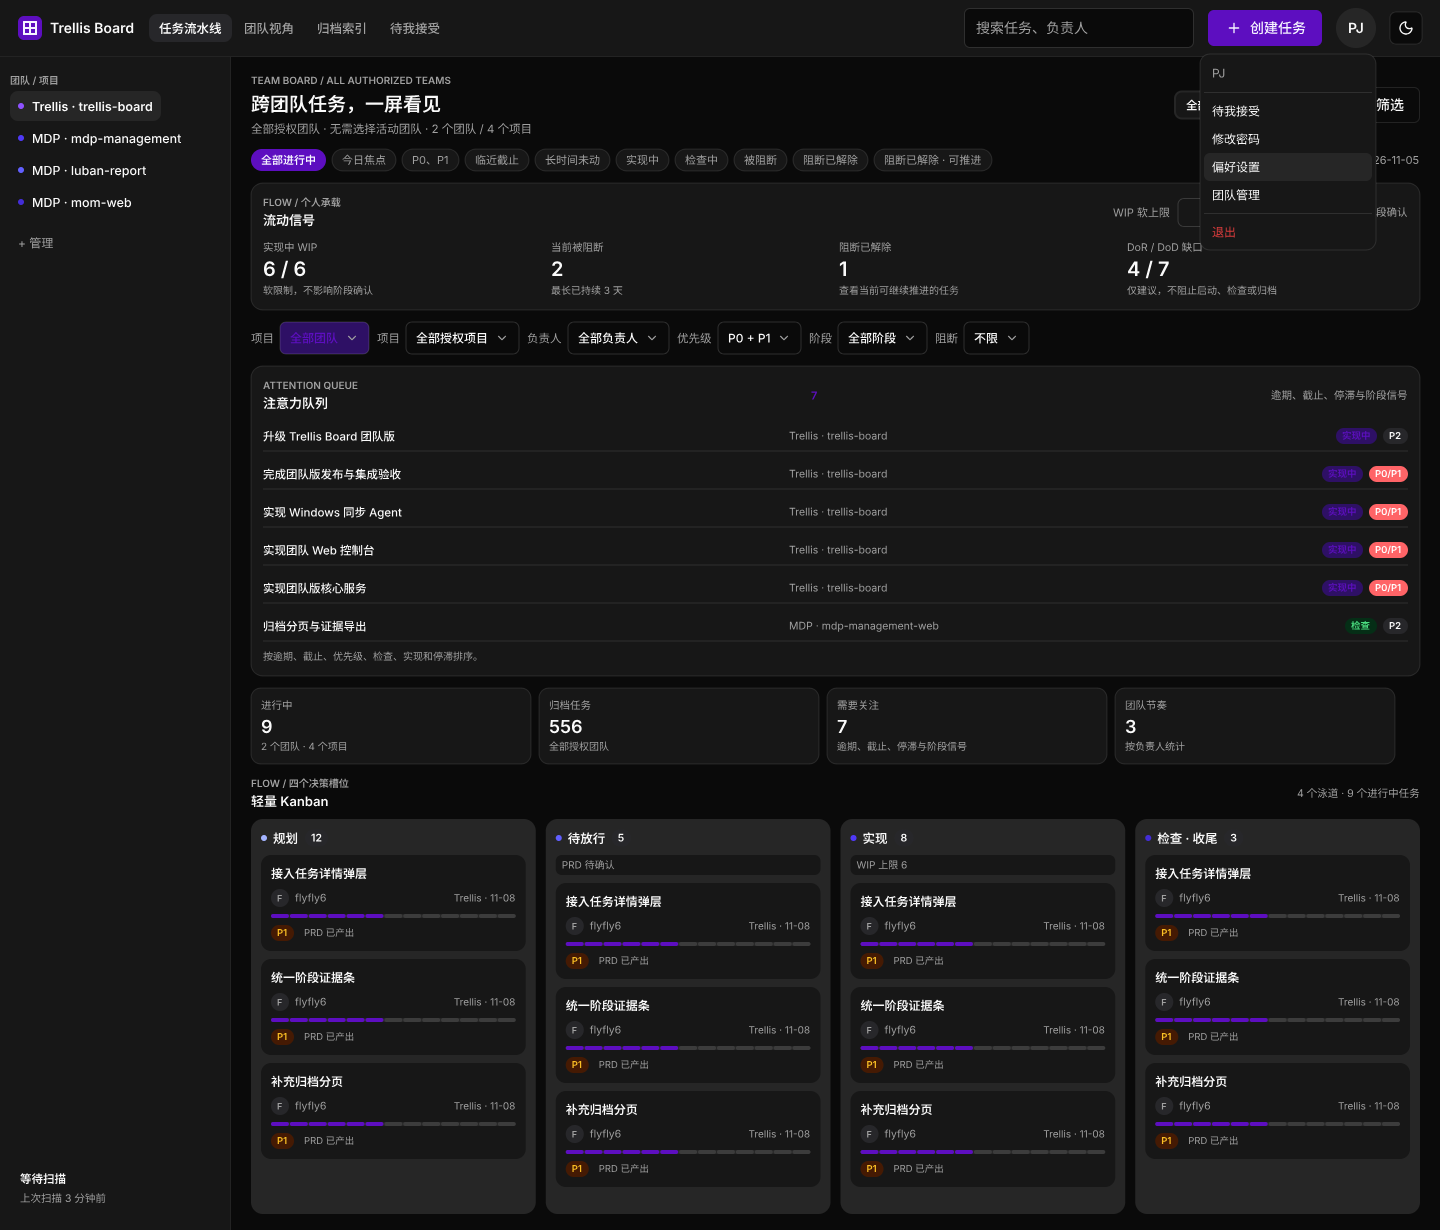 Trellis Board
任务流水线
团队视角
归档索引
待我接受
搜索任务、负责人
+ 创建任务
PJ
团队 / 项目
Trellis · trellis-board
MDP · mdp-management
MDP · luban-report
MDP · mom-web
+ 管理
PJ
待我接受
修改密码
偏好设置
团队管理
退出
TEAM BOARD / ALL AUTHORIZED TEAMS
跨团队任务，一屏看见
全部授权团队 · 无需选择活动团队 · 2 个团队 / 4 个项目
筛选
全部进行中
今日焦点
P0、P1
临近截止
长时间未动
实现中
检查中
被阻断
阻断已解除
阻断已解除 · 可推进
26-11-05
FLOW / 个人承载
流动信号
WIP 软上限
段确认
实现中 WIP
6 / 6
软限制，不影响阶段确认
当前被阻断
2
最长已持续 3 天
阻断已解除
1
查看当前可继续推进的任务
DoR / DoD 缺口
4 / 7
仅建议，不阻止启动、检查或归档
项目 全部团队
项目 全部授权项目
负责人 全部负责人
优先级 P0 + P1
阶段 全部阶段
阻断 不限
ATTENTION QUEUE
注意力队列
7
逾期、截止、停滞与阶段信号
升级 Trellis Board 团队版 Trellis · trellis-board 实现中 P2
完成团队版发布与集成验收 Trellis · trellis-board 实现中 P0/P1
实现 Windows 同步 Agent Trellis · trellis-board 实现中 P0/P1
实现团队 Web 控制台 Trellis · trellis-board 实现中 P0/P1
实现团队版核心服务 Trellis · trellis-board 实现中 P0/P1
归档分页与证据导出 MDP · mdp-management-web 检查 P2
按逾期、截止、优先级、检查、实现和停滞排序。
进行中
9
2 个团队 · 4 个项目
归档任务
556
全部授权团队
需要关注
7
逾期、截止、停滞与阶段信号
团队节奏
3
按负责人统计
FLOW / 四个决策槽位
轻量 Kanban
4 个泳道 · 9 个进行中任务
规划 12
接入任务详情弹层
F flyfly6 Trellis · 11-08
P1 PRD 已产出
统一阶段证据条
F flyfly6 Trellis · 11-08
P1 PRD 已产出
补充归档分页
F flyfly6 Trellis · 11-08
P1 PRD 已产出
待放行 5
PRD 待确认
接入任务详情弹层
F flyfly6 Trellis · 11-08
P1 PRD 已产出
统一阶段证据条
F flyfly6 Trellis · 11-08
P1 PRD 已产出
补充归档分页
F flyfly6 Trellis · 11-08
P1 PRD 已产出
实现 8
WIP 上限 6
接入任务详情弹层
F flyfly6 Trellis · 11-08
P1 PRD 已产出
统一阶段证据条
F flyfly6 Trellis · 11-08
P1 PRD 已产出
补充归档分页
F flyfly6 Trellis · 11-08
P1 PRD 已产出
检查 · 收尾 3
接入任务详情弹层
F flyfly6 Trellis · 11-08
P1 PRD 已产出
统一阶段证据条
F flyfly6 Trellis · 11-08
P1 PRD 已产出
补充归档分页
F flyfly6 Trellis · 11-08
P1 PRD 已产出
等待扫描
上次扫描 3 分钟前